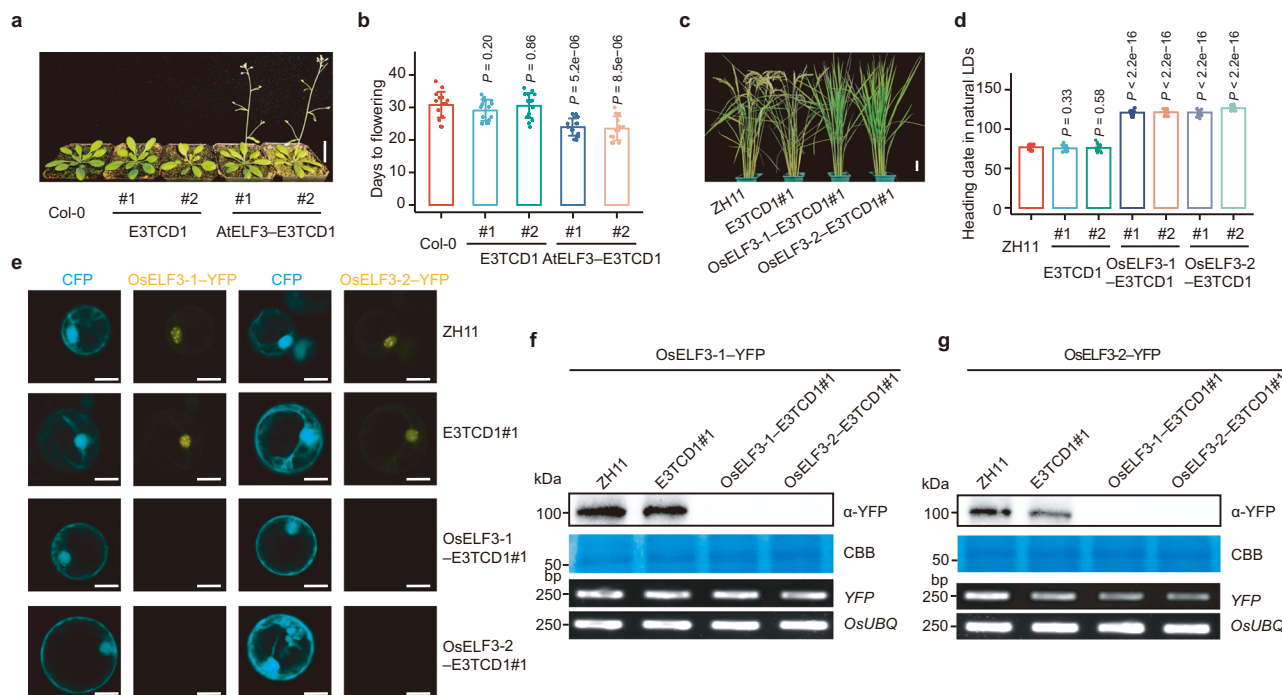 a
#1
#2
#1
#2
Col-0
E3TCD1
AtELF3–E3TCD1
b
Days to flowering
40
30
20
10
0
P = 0.20
P = 0.86
P = 5.2e−06
P = 8.5e−06
Col-0
#1
#2
#1
#2
E3TCD1
AtELF3–E3TCD1
c
ZH11
E3TCD1#1
OsELF3-1–E3TCD1#1
OsELF3-2–E3TCD1#1
d
Heading date in natural LDs
150
100
50
0
P = 0.33
P = 0.58
P < 2.2e−16
P < 2.2e−16
P < 2.2e−16
P < 2.2e−16
ZH11
#1
#2
#1
#2
#1
#2
E3TCD1
OsELF3-1
–E3TCD1
OsELF3-2
–E3TCD1
e
CFP
OsELF3-1–YFP
CFP
OsELF3-2–YFP
ZH11
E3TCD1#1
OsELF3-1
–E3TCD1#1
OsELF3-2
–E3TCD1#1
f
OsELF3-1–YFP
ZH11
E3TCD1#1
OsELF3-1–E3TCD1#1
OsELF3-2–E3TCD1#1
kDa
100
α-YFP
50
CBB
bp
250
YFP
250
OsUBQ
g
OsELF3-2–YFP
ZH11
E3TCD1#1
OsELF3-1–E3TCD1#1
OsELF3-2–E3TCD1#1
kDa
100
α-YFP
50
CBB
bp
250
YFP
250
OsUBQ